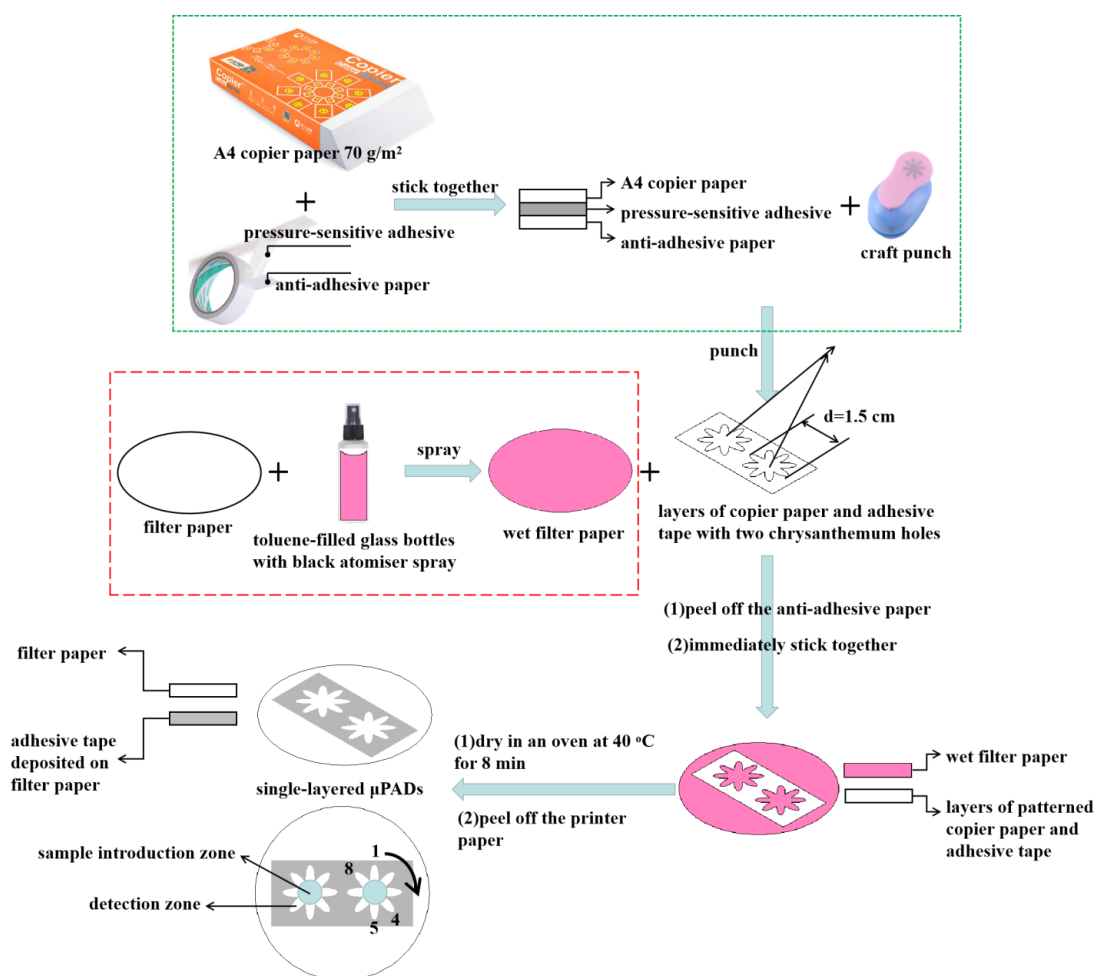 Copier
A4 copier paper 70 g/m²
stick together
A4 copier paper
pressure-sensitive adhesive
anti-adhesive paper
pressure-sensitive adhesive
anti-adhesive paper
craft punch
punch
d=1.5 cm
spray
filter paper
toluene-filled glass bottles
with black atomiser spray
wet filter paper
layers of copier paper and adhesive
tape with two chrysanthemum holes
(1)peel off the anti-adhesive paper
(2)immediately stick together
filter paper
adhesive tape
deposited on
filter paper
single-layered μPADs
(1)dry in an oven at 40 ºC
for 8 min
(2)peel off the printer
paper
wet filter paper
layers of patterned
copier paper and
adhesive tape
sample introduction zone
detection zone
1
8
4
5